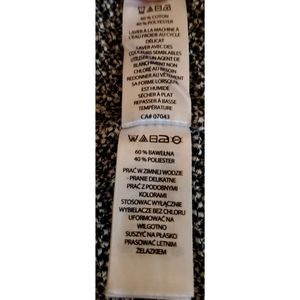 60 % COTON
40 % POLYESTER
LAVER À LA MACHINE À
L'EAU FROIDE AU CYCLE
DÉLICAT
LAVER AVEC DES
COULEURS SEMBLABLES
UTILISER UN AGENT DE
BLANCHIMENT NON
CHLORÉ AU BESOIN
REDONNER AU VÊTEMENT
SA FORME LORSQU'IL
EST HUMIDE
SÉCHER À PLAT
REPASSER À BASSE
TEMPÉRATURE
CA# 07043
60 % BAWEŁNA
40 % POLIESTER
PRAĆ W ZIMNEJ WODZIE
- PRANIE DELIKATNE
PRAĆ Z PODOBNYMI
KOLORAMI
STOSOWAĆ WYŁĄCZNIE
WYBIELACZE BEZ CHLORU
UFORMOWAĆ NA
WILGOTNO
SUSZYĆ NA PŁASKO
PRASOWAĆ LETNIM
ŻELAZKIEM